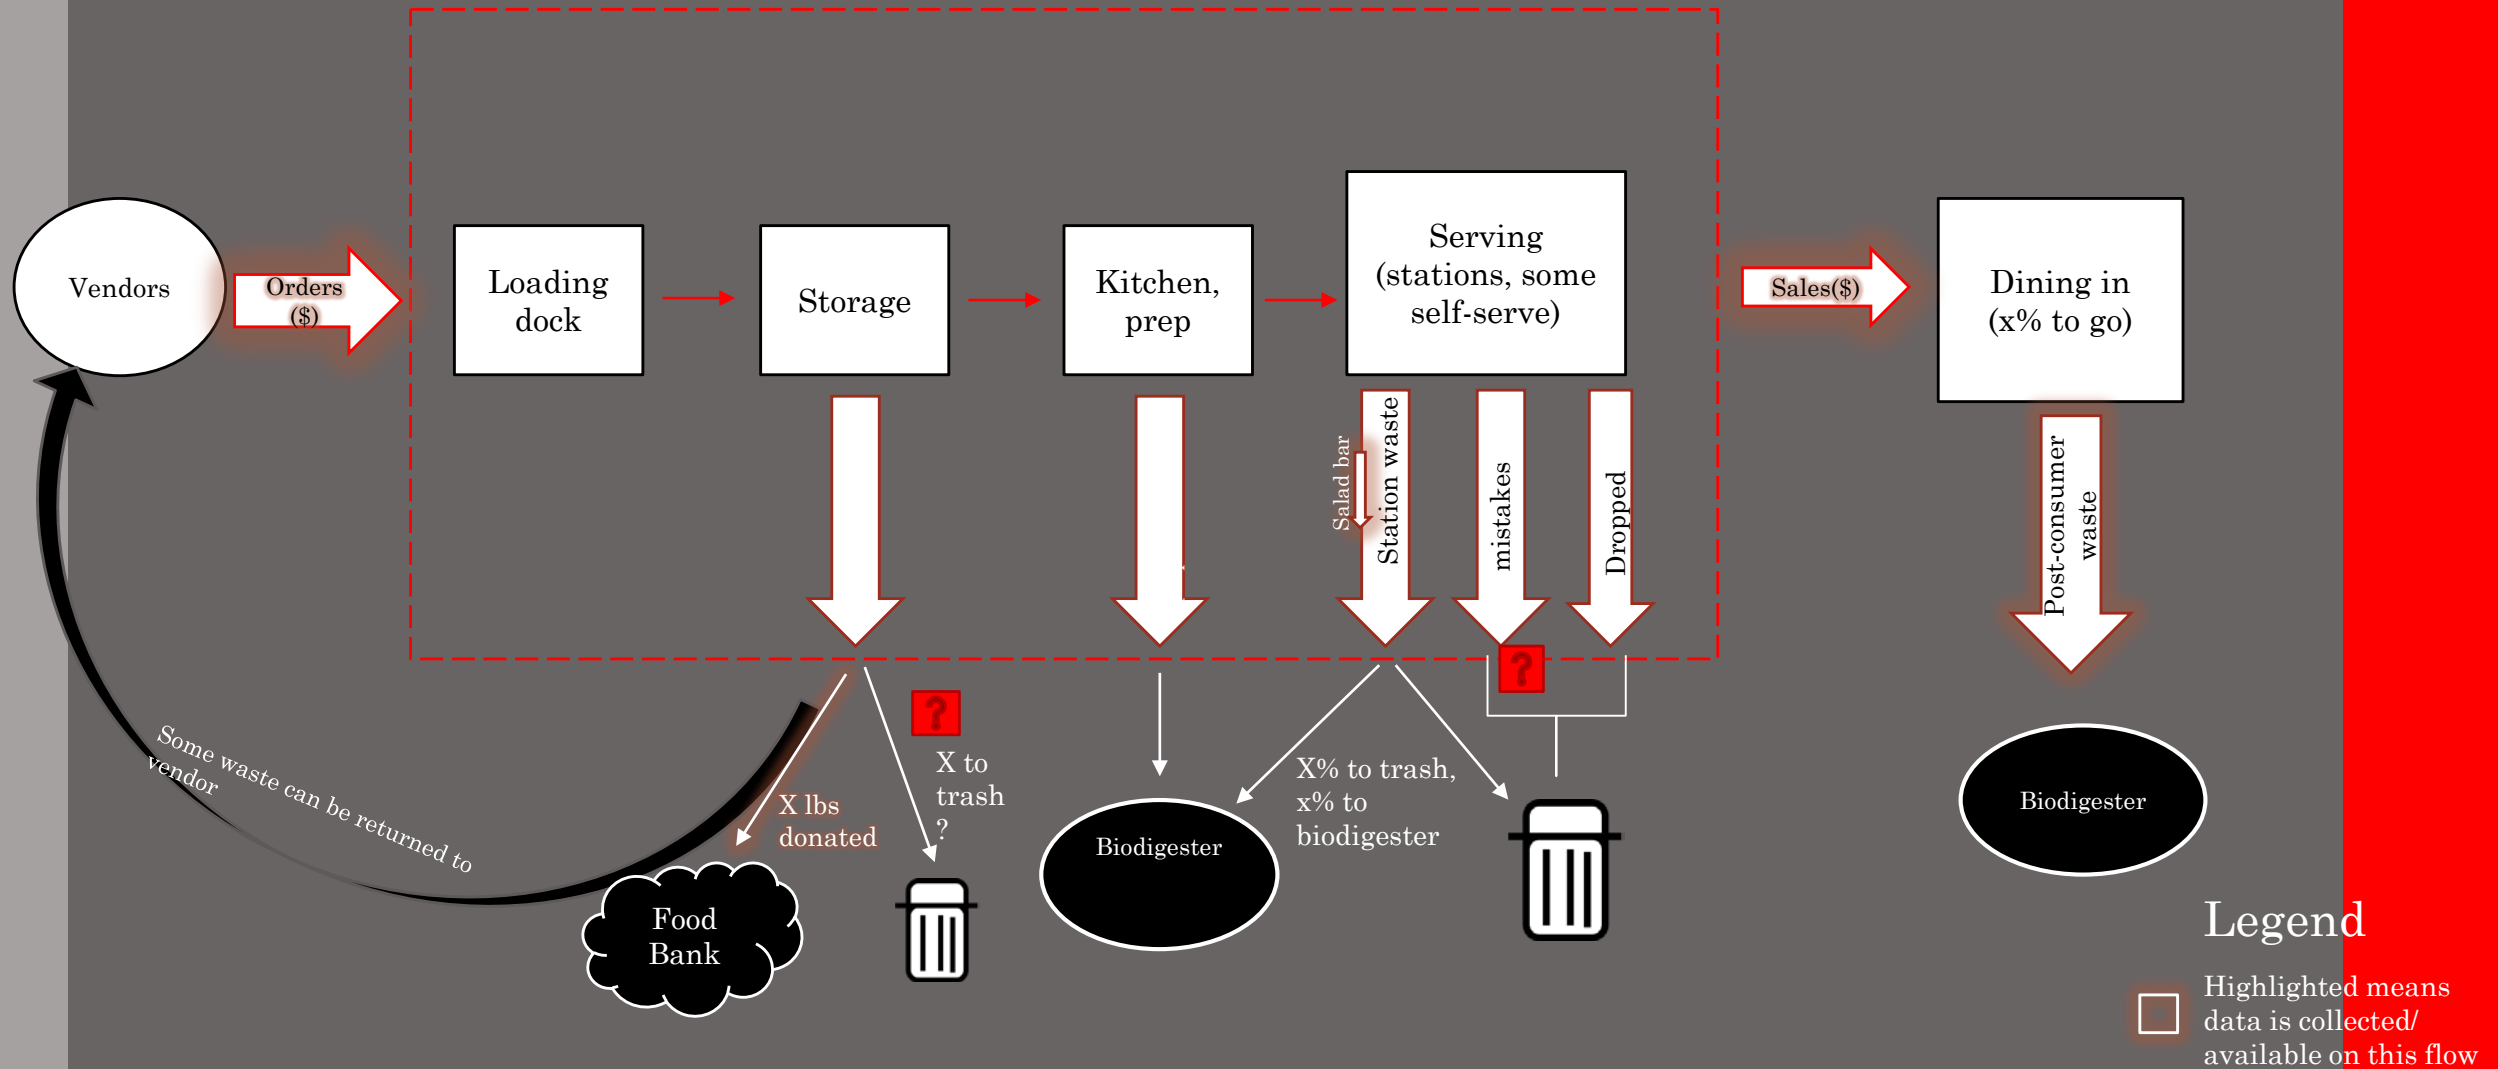 Vendors
Orders
($)
Loading
dock
Storage
Kitchen,
prep
Serving
(stations, some
self-serve)
Sales($)
Dining in
(x% to go)
Salad bar
Station waste
mistakes
Dropped
Post-consumer
waste
?
?
Some waste can be returned to
vendor
X lbs
donated
X to
trash
?
X% to trash,
x% to
biodigester
Biodigester
Biodigester
Food
Bank
Legend
Highlighted means
data is collected/
available on this flow